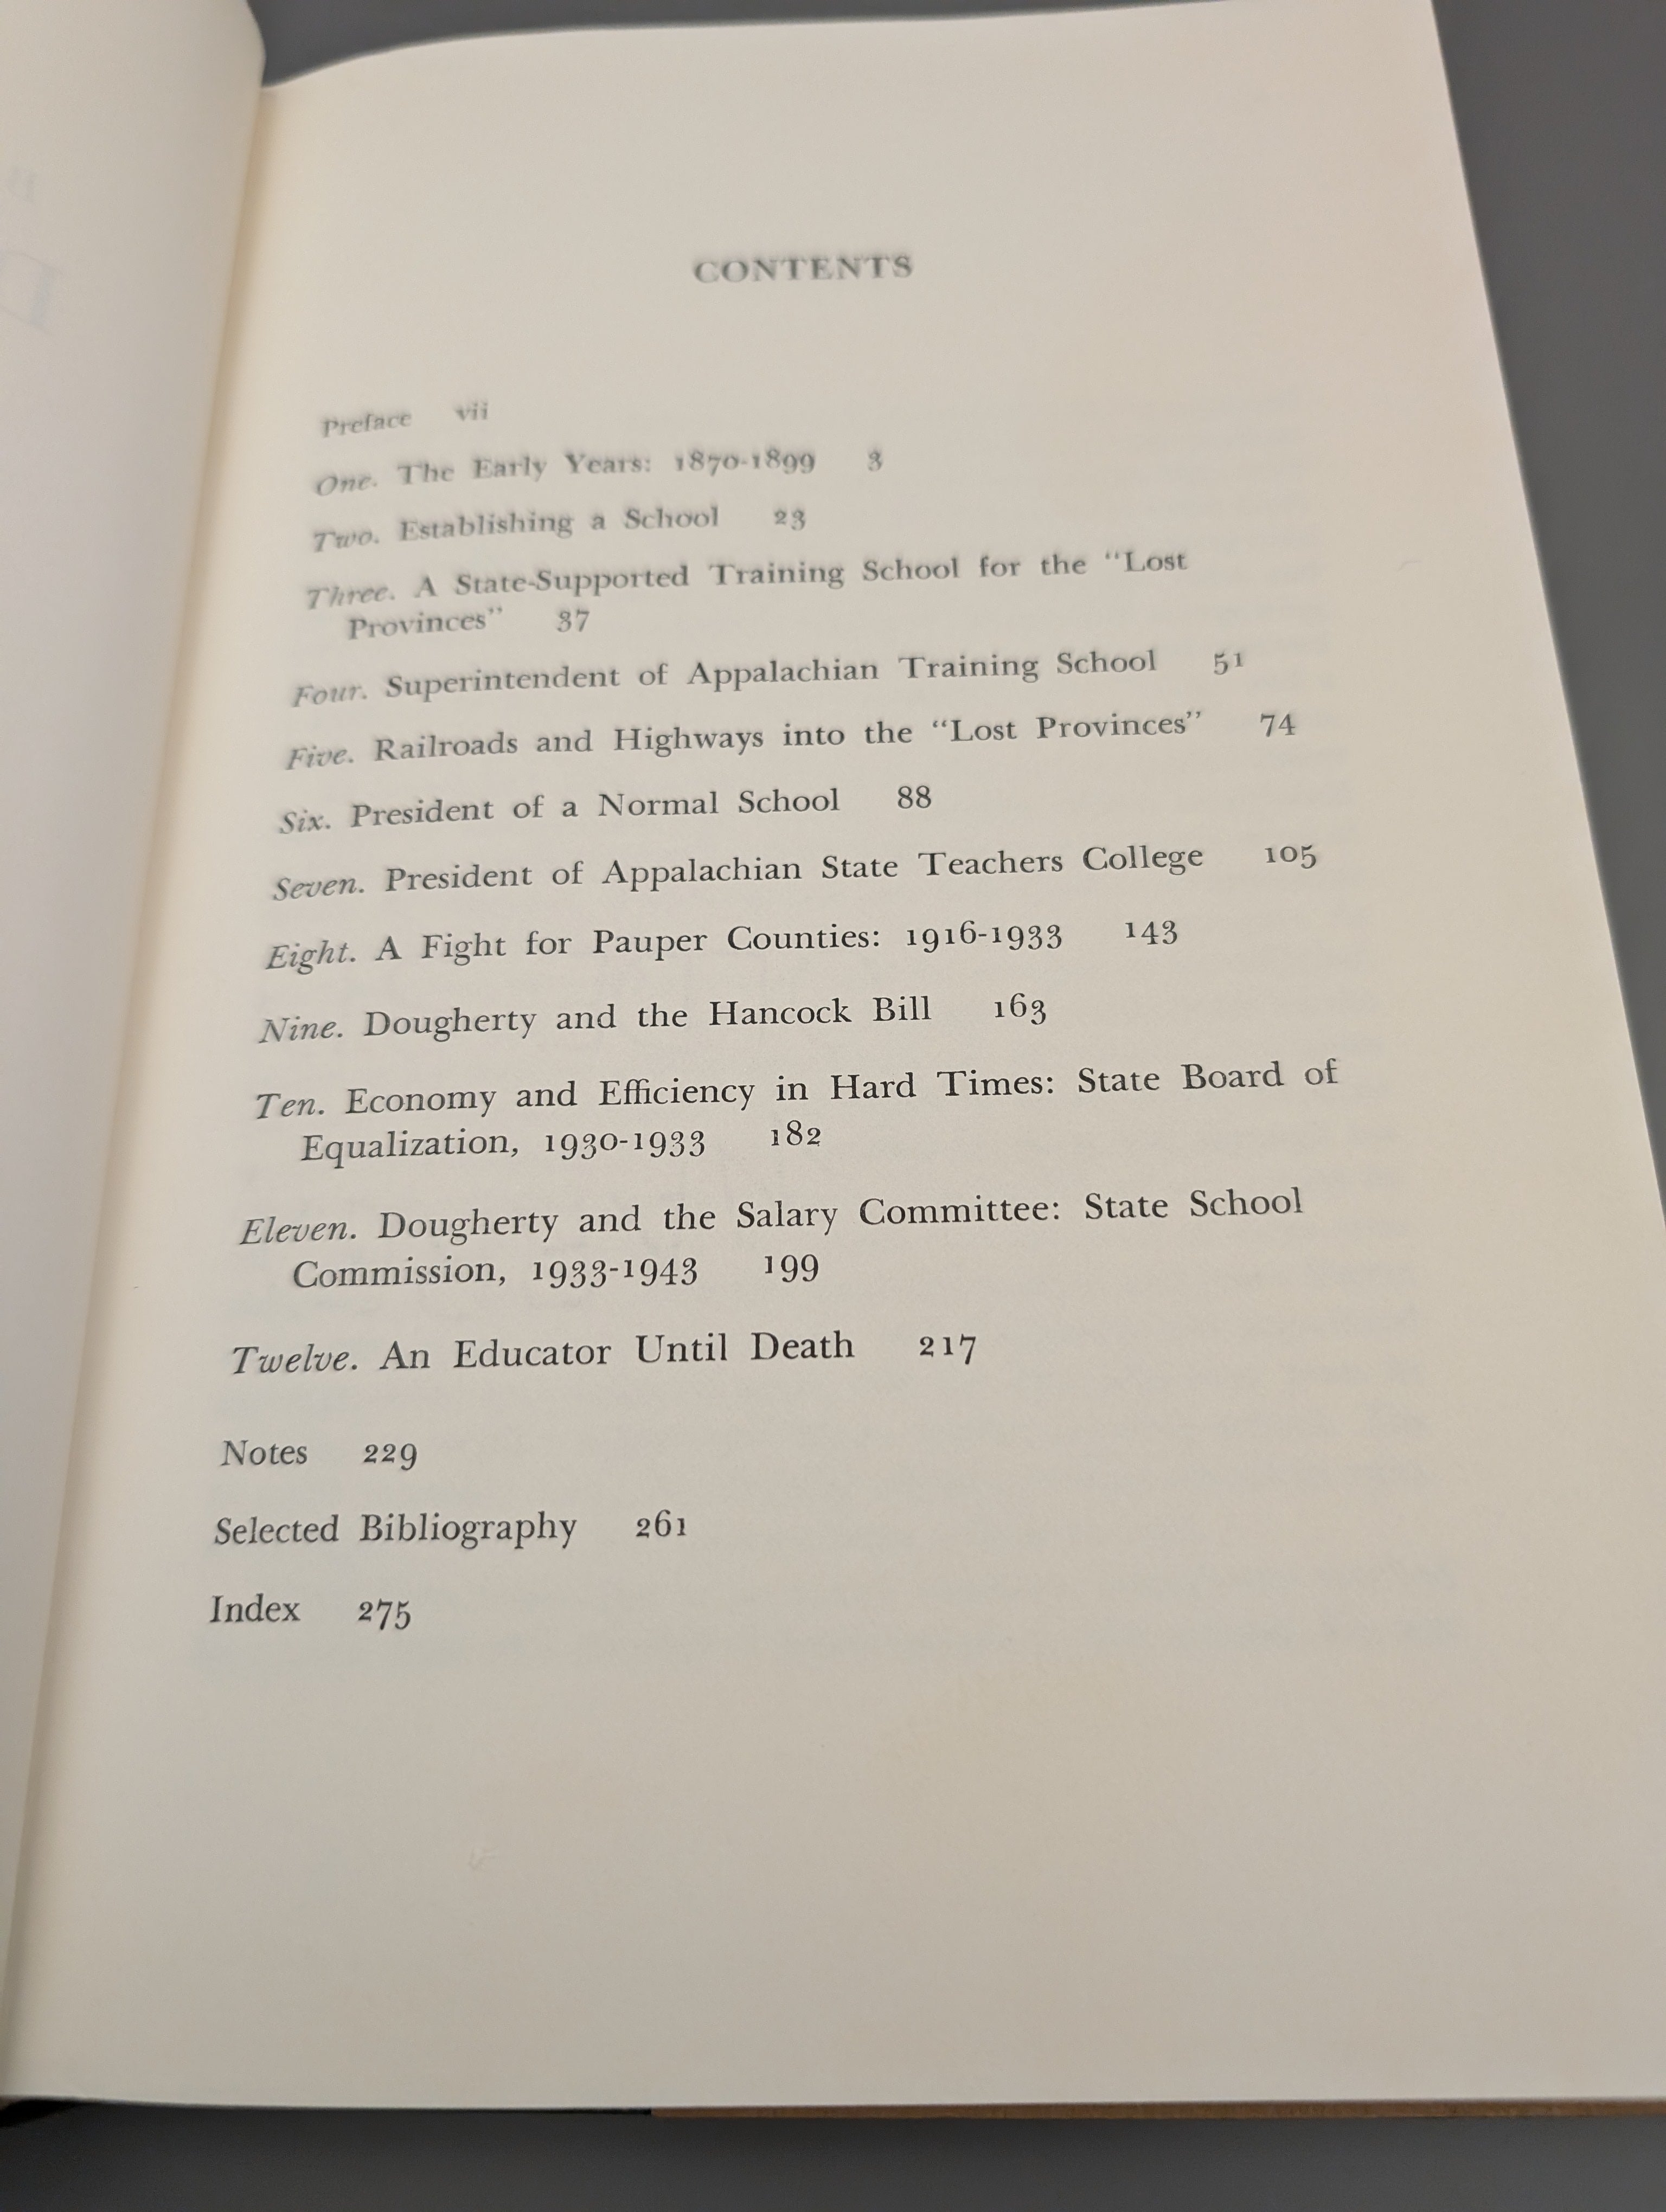 CONTENTS
Preface vii
One. The Early Years: 1870-1899 3
Two. Establishing a School 23
Three. A State-Supported Training School for the “Lost
Provinces” 37
Four. Superintendent of Appalachian Training School 51
Five. Railroads and Highways into the “Lost Provinces” 74
Six. President of a Normal School 88
Seven. President of Appalachian State Teachers College 105
Eight. A Fight for Pauper Counties: 1916-1933 143
Nine. Dougherty and the Hancock Bill 163
Ten. Economy and Efficiency in Hard Times: State Board of
Equalization, 1930-1933 182
Eleven. Dougherty and the Salary Committee: State School
Commission, 1933-1943 199
Twelve. An Educator Until Death 217
Notes 229
Selected Bibliography 261
Index 275